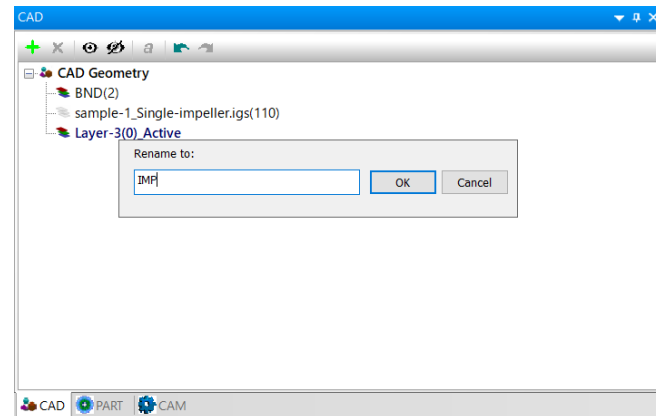 CAD
a
CAD Geometry
BND(2)
sample-1_Single-impeller.igs(110)
Layer-3(0)_Active
Rename to:
IMP
OK Cancel
CAD PART CAM